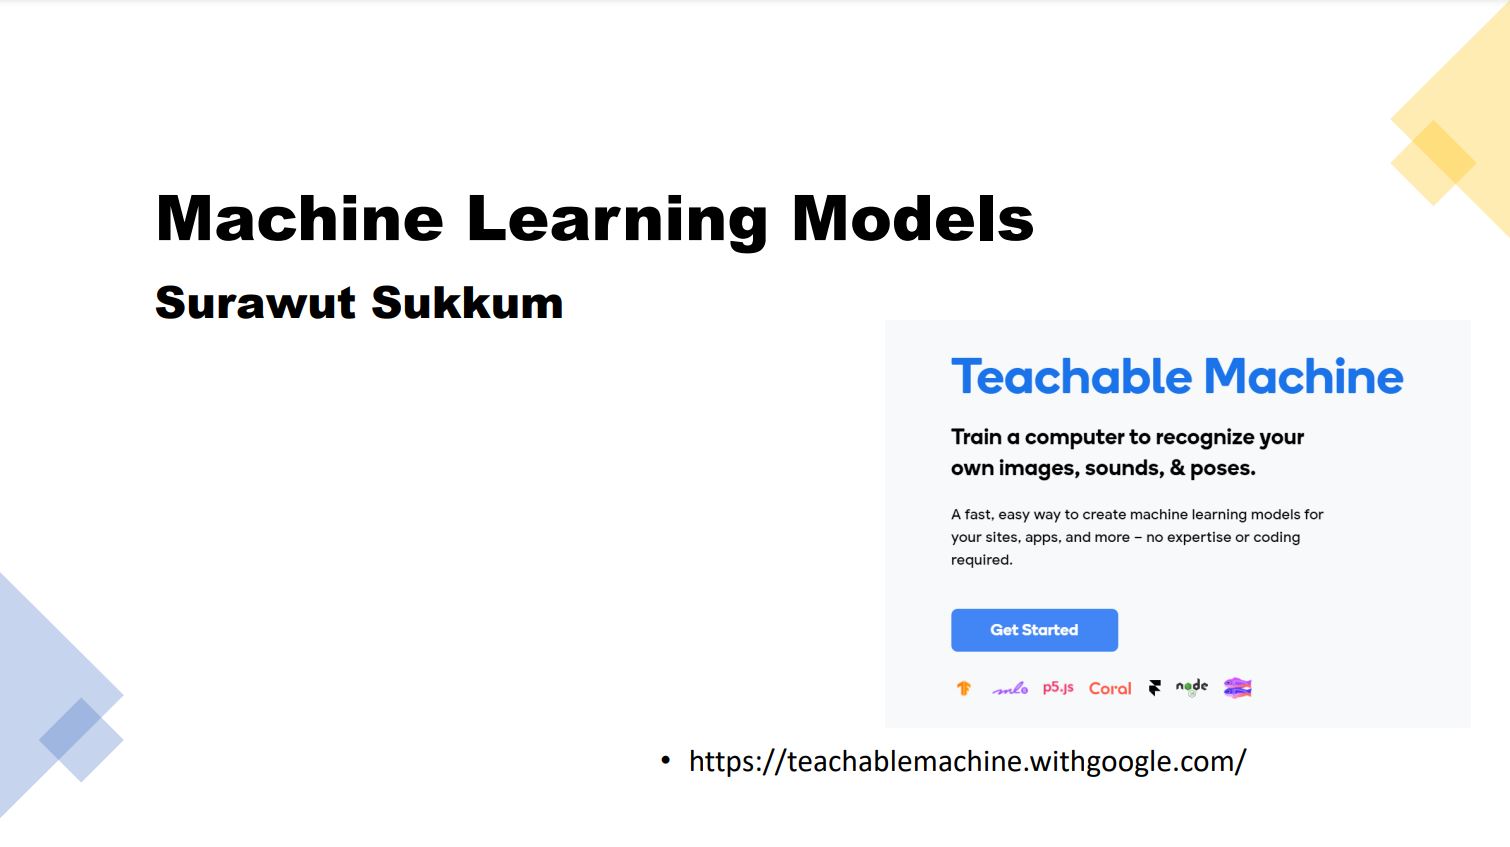 Machine Learning Models
Surawut Sukkum
Teachable Machine
Train a computer to recognize your
own images, sounds, & poses.
A fast, easy way to create machine learning models for
your sites, apps, and more – no expertise or coding
required.
Get Started
p5.js Coral node
• https://teachablemachine.withgoogle.com/